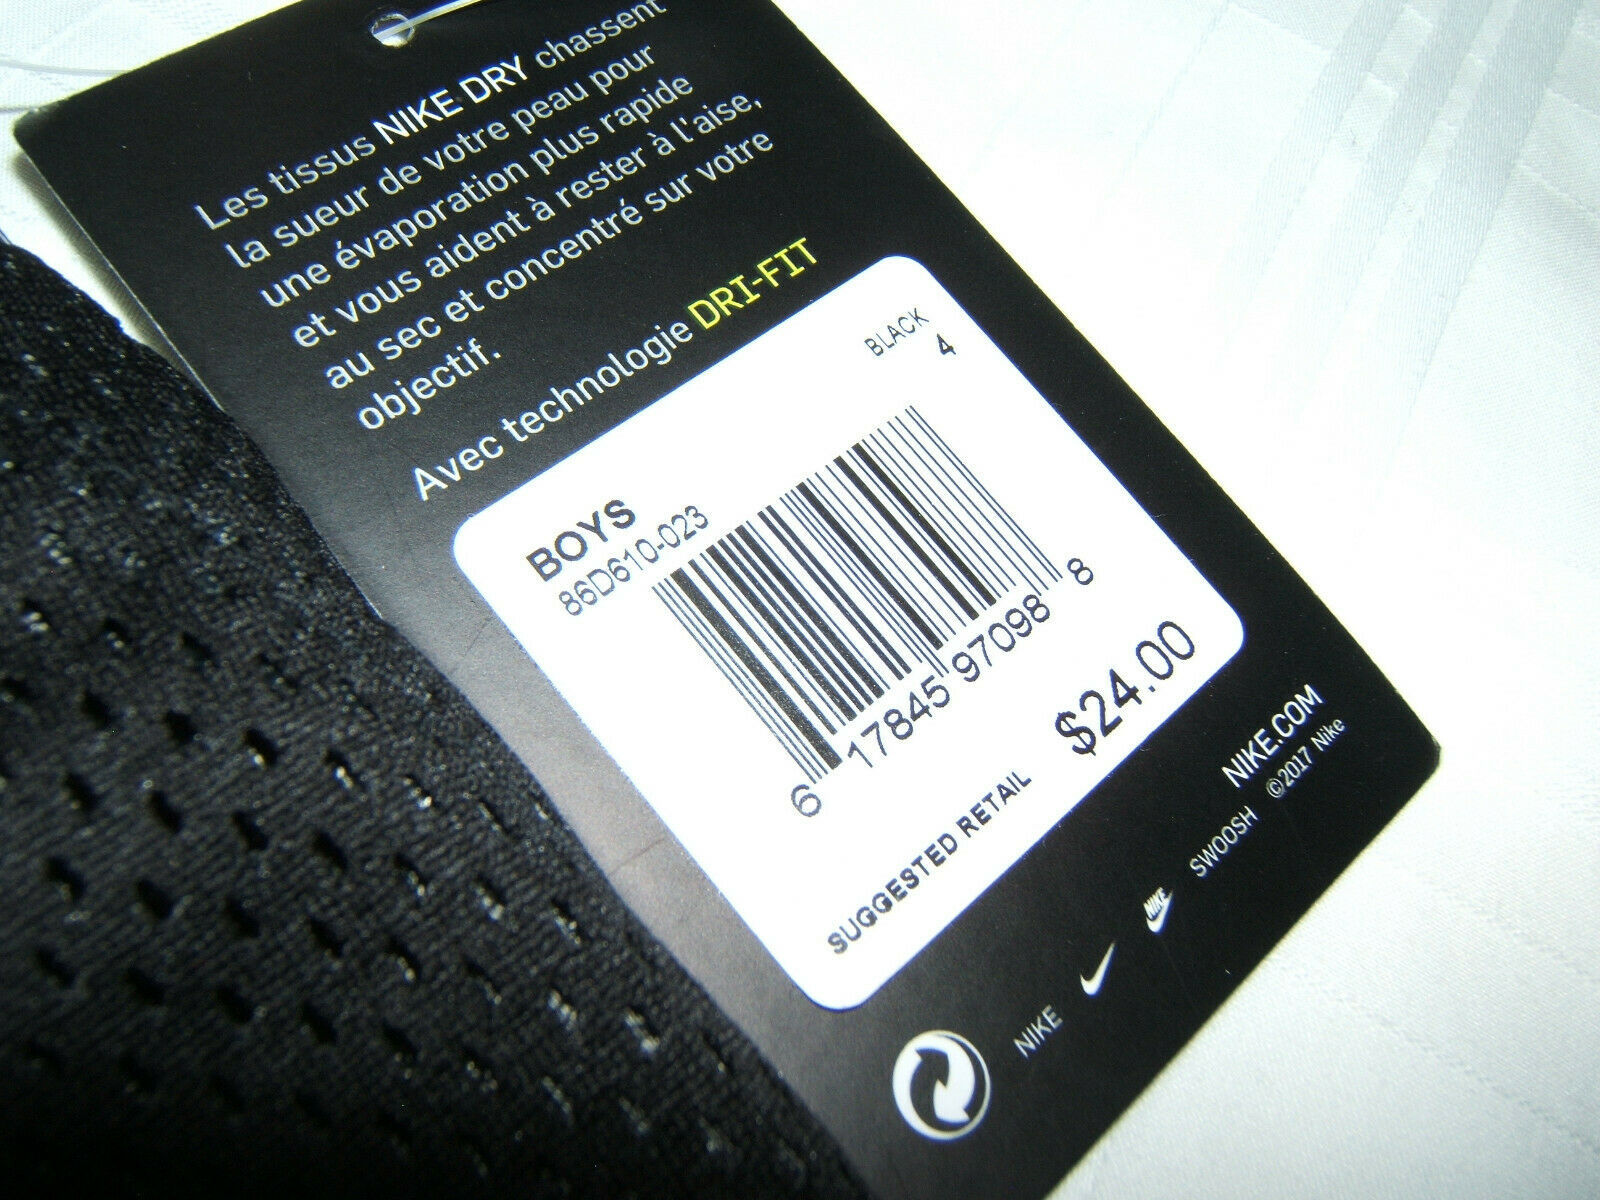 Les tissus NIKE DRY chassent
la sueur de votre peau pour
une évaporation plus rapide
et vous aident à rester à l'aise,
au sec et concentré sur votre
objectif.
Avec technologie DRI-FIT
BLACK
4
BOYS
86D610-023
6 17845 97098 8
$24.00
SUGGESTED RETAIL
NIKE.COM
NIKE NIKE SWOOSH ©2017 Nike